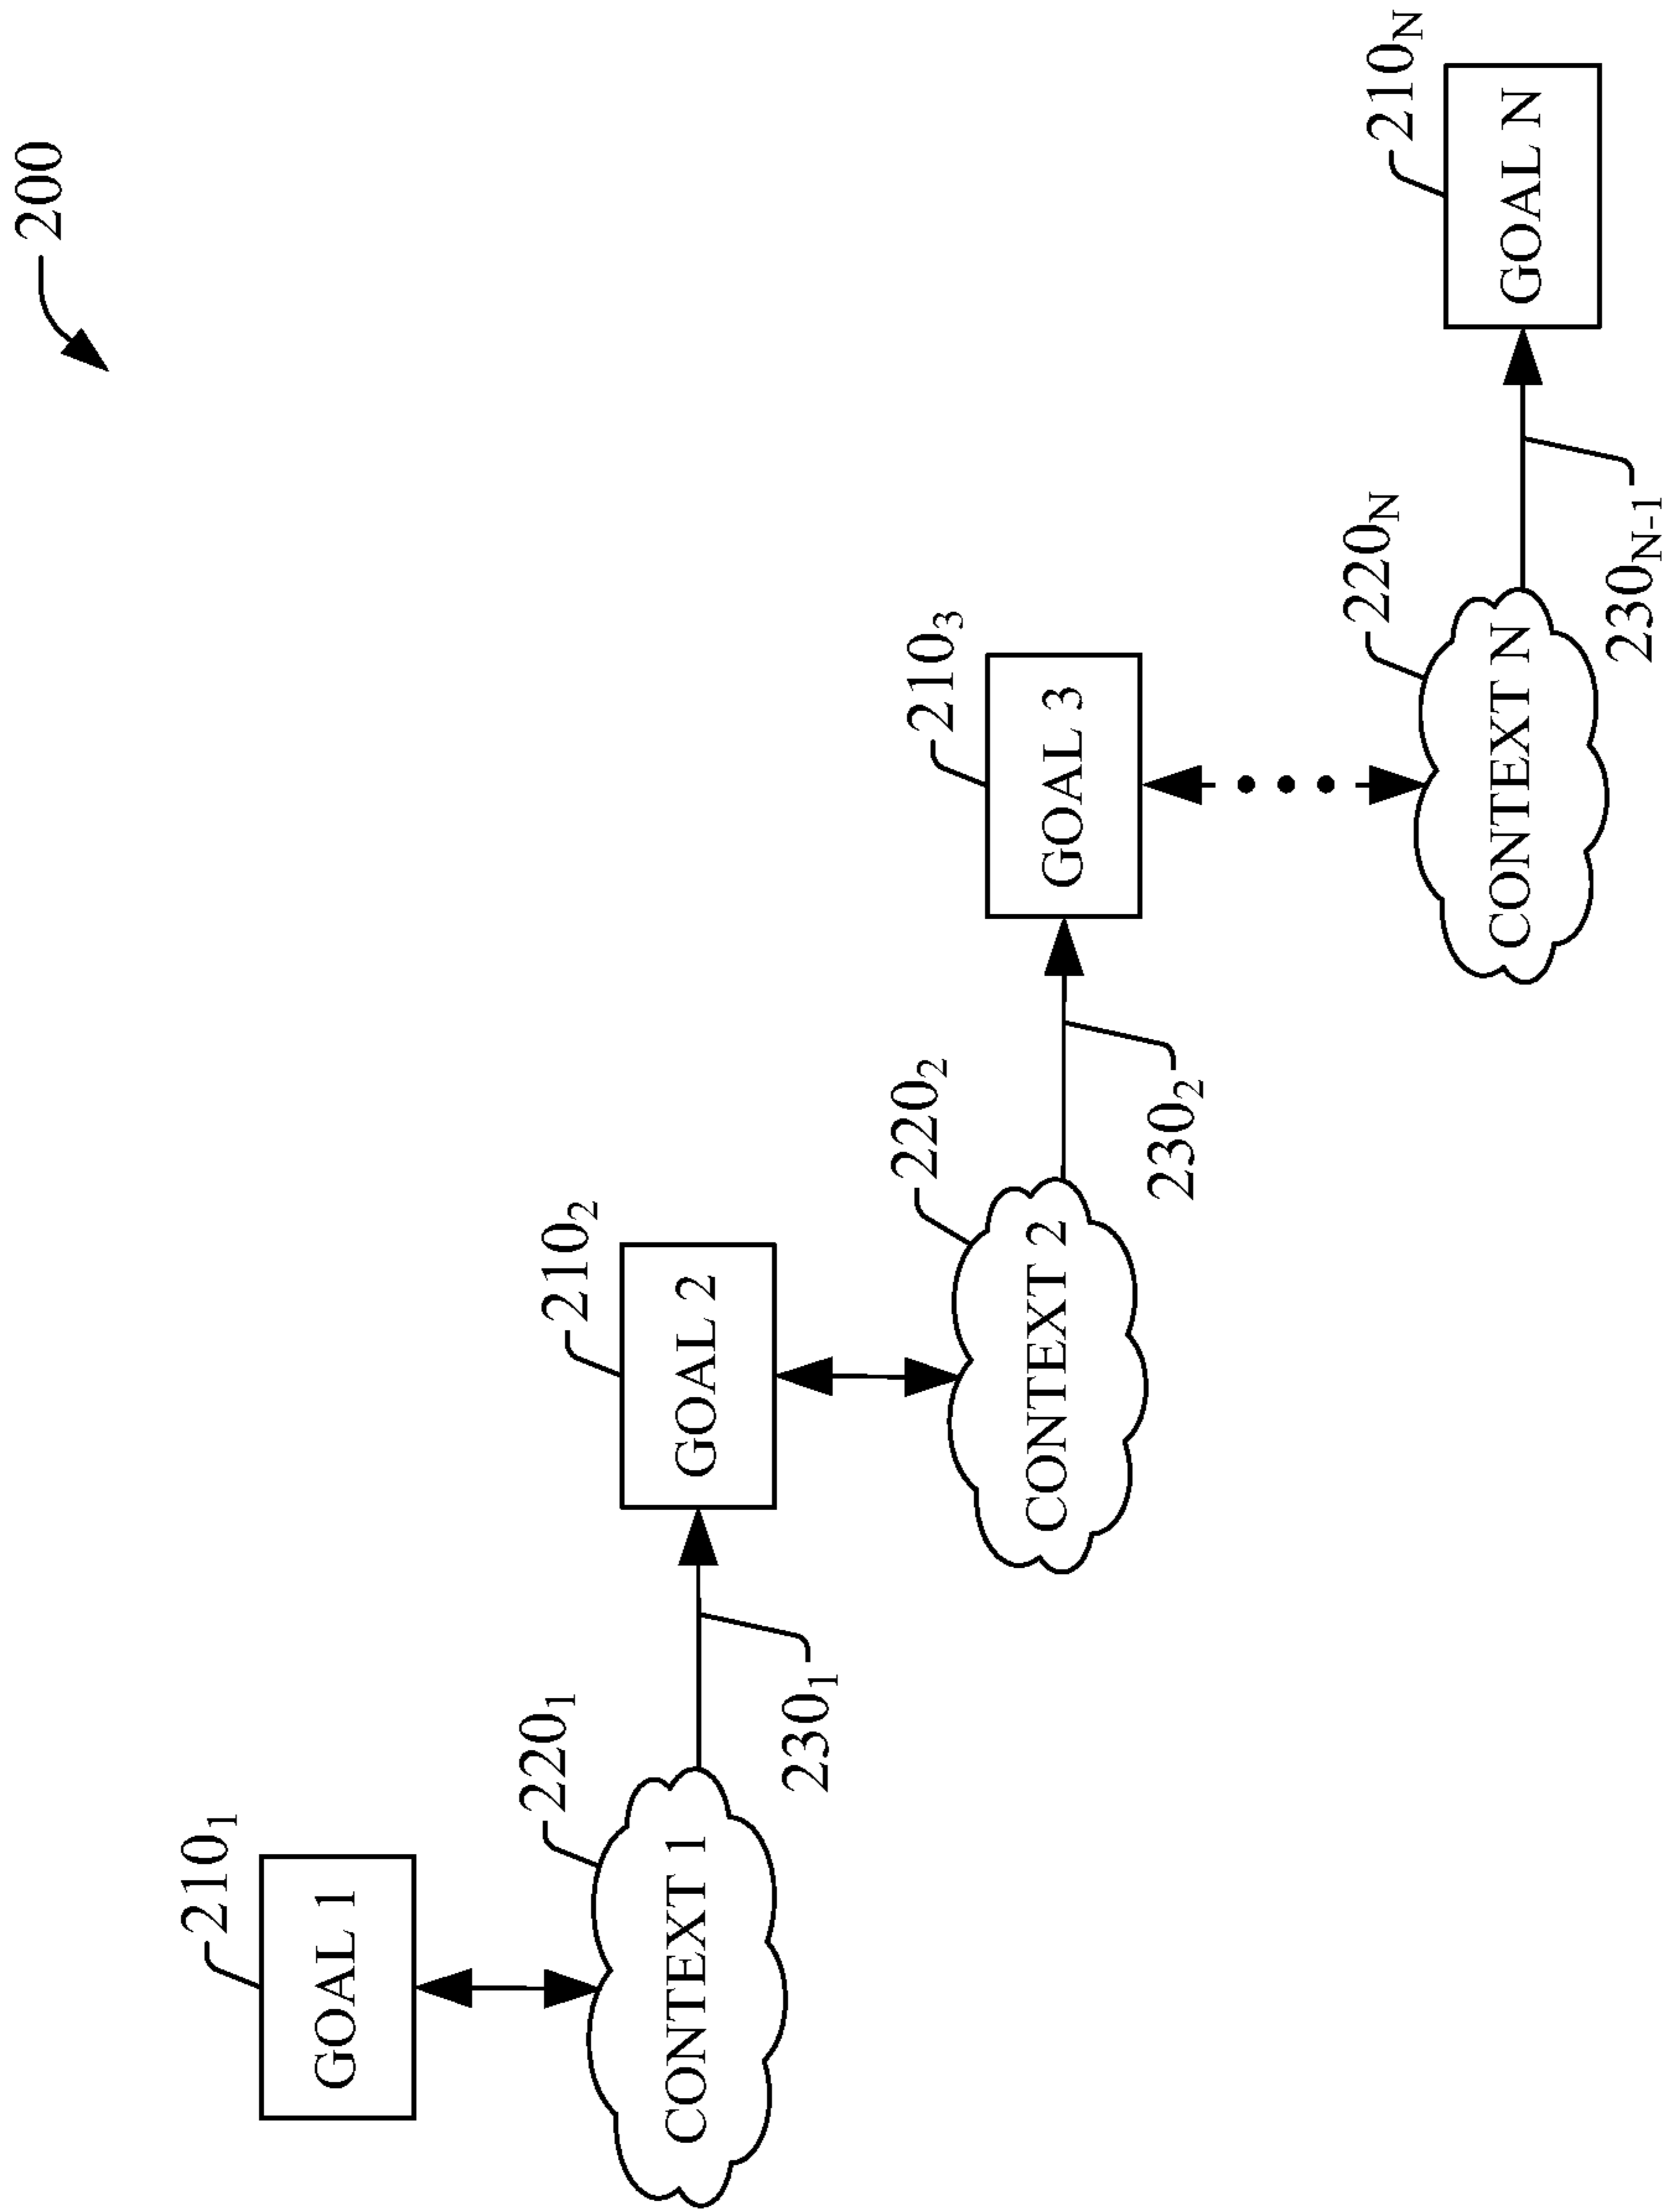 200
210₁
GOAL 1
220₁
CONTEXT 1
230₁
210₂
GOAL 2
220₂
CONTEXT 2
230₂
210₃
GOAL 3
220N
CONTEXT N
230N-1
210N
GOAL N